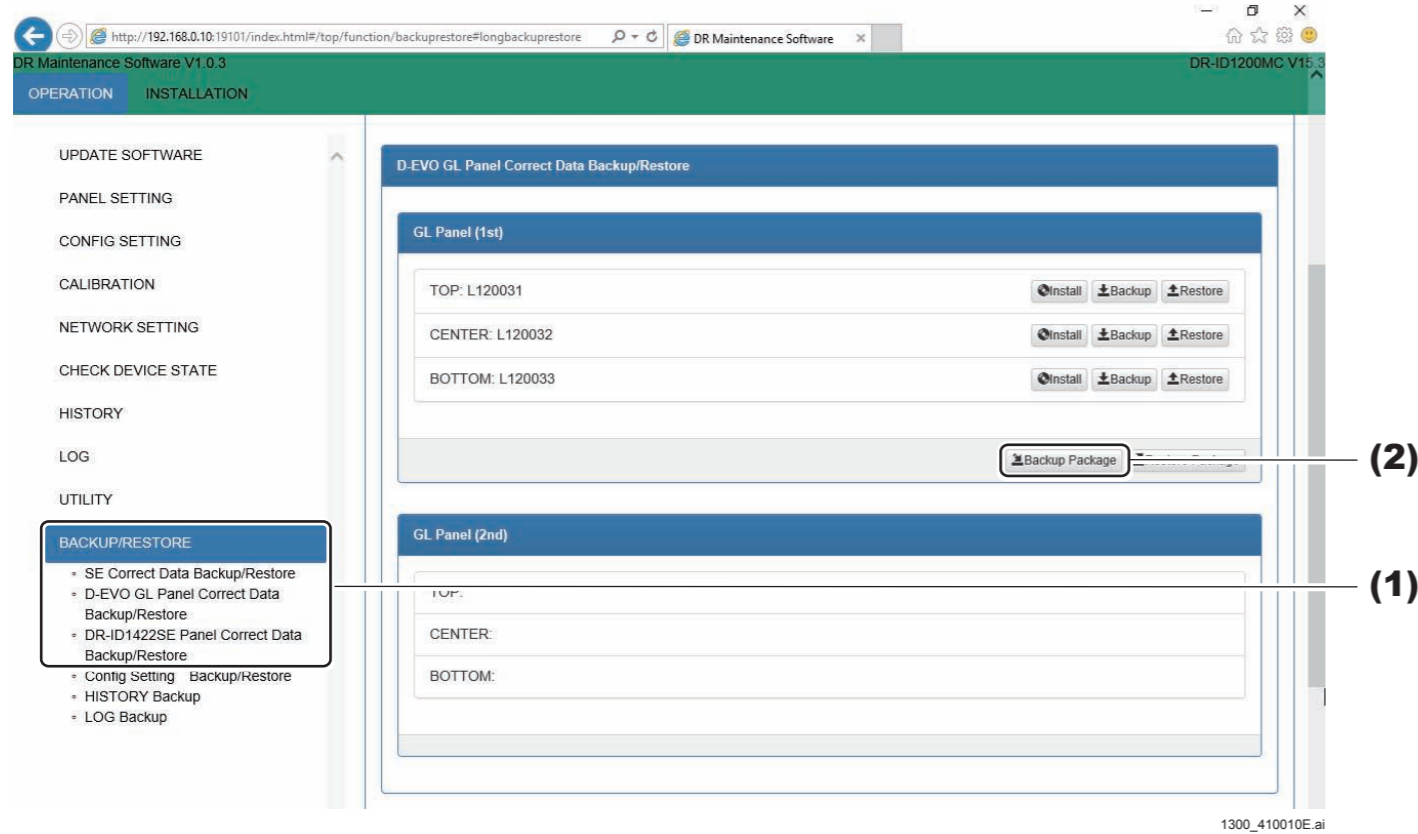 http://192.168.0.10:19101/index.html#/top/function/backuprestore#longbackuprestore
DR Maintenance Software
DR Maintenance Software V1.0.3
DR-ID1200MC V15.3
OPERATION
INSTALLATION
UPDATE SOFTWARE
PANEL SETTING
CONFIG SETTING
CALIBRATION
NETWORK SETTING
CHECK DEVICE STATE
HISTORY
LOG
UTILITY
BACKUP/RESTORE
SE Correct Data Backup/Restore
D-EVO GL Panel Correct Data
Backup/Restore
DR-ID1422SE Panel Correct Data
Backup/Restore
Config Setting Backup/Restore
HISTORY Backup
LOG Backup
D-EVO GL Panel Correct Data Backup/Restore
GL Panel (1st)
TOP: L120031 Install Backup Restore
CENTER: L120032 Install Backup Restore
BOTTOM: L120033 Install Backup Restore
Backup Package
(2)
GL Panel (2nd)
TOP:
(1)
CENTER:
BOTTOM:
1300_410010E.ai